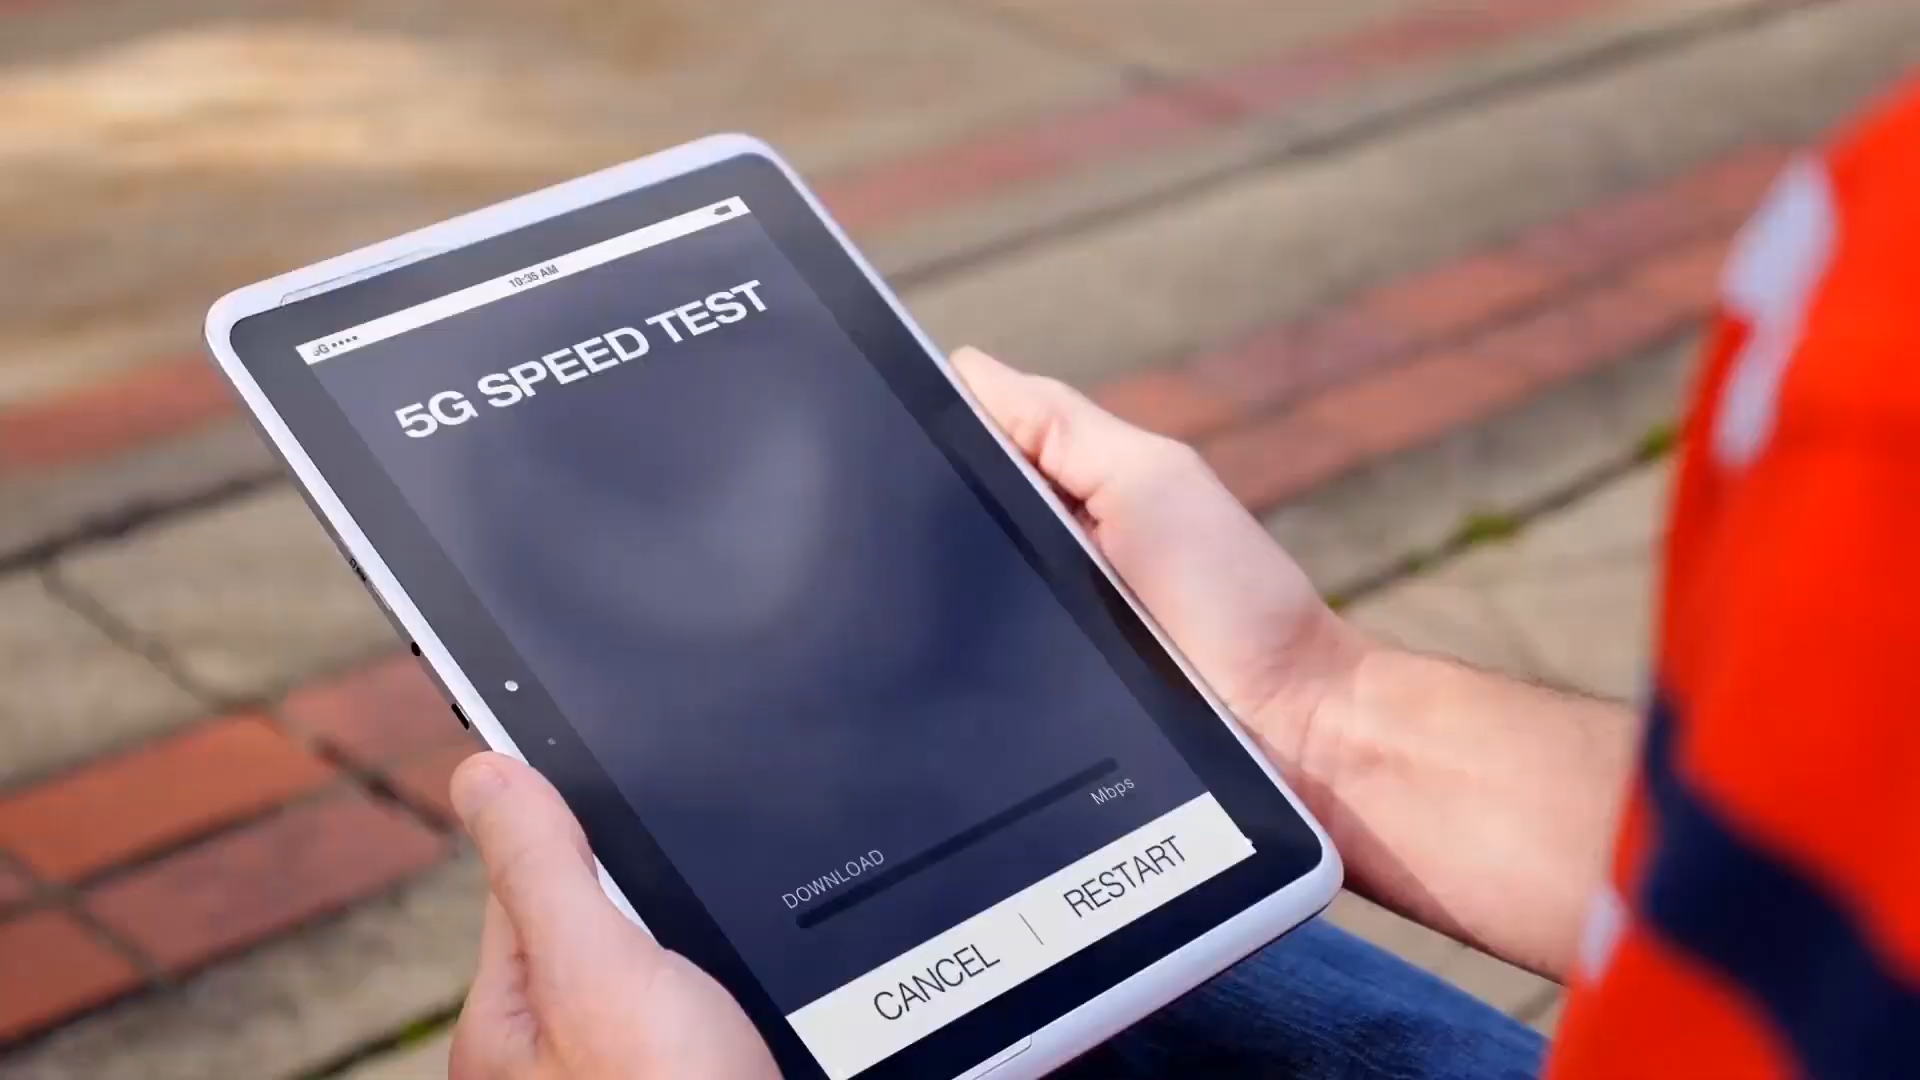 5G
10:35 AM
5G SPEED TEST
DOWNLOAD
Mbps
CANCEL | RESTART